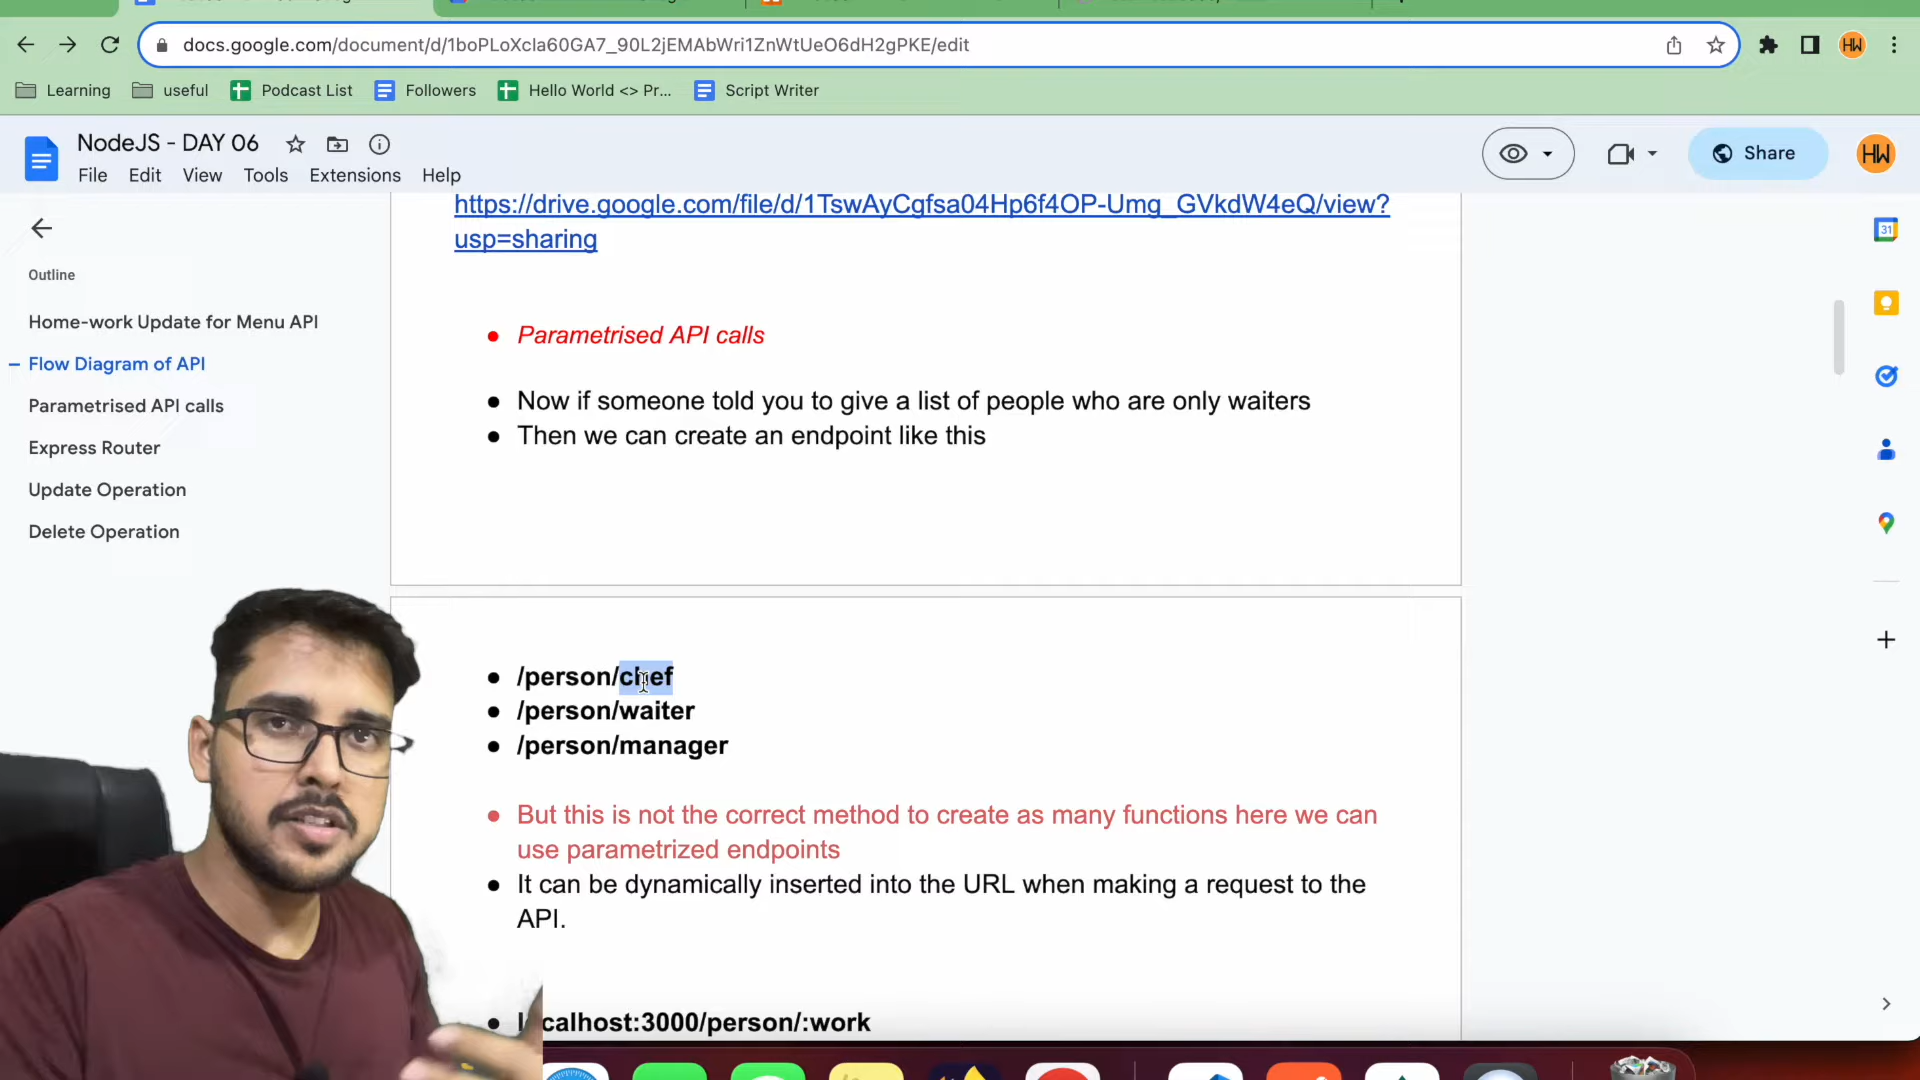 docs.google.com/document/d/1boPLoXcIa60GA7_90L2jEMAbWri1ZnWtUeO6dH2gPKE/edit
HW
Learning
useful
Podcast List
Followers
Hello World <> Pr...
Script Writer
NodeJS - DAY 06
File Edit View Tools Extensions Help
Share
HW
https://drive.google.com/file/d/1TswAyCgfsa04Hp6f4OP-Umg_GVkdW4eQ/view?
usp=sharing
Outline
Home-work Update for Menu API
Flow Diagram of API
Parametrised API calls
Express Router
Update Operation
Delete Operation
31
• Parametrised API calls
• Now if someone told you to give a list of people who are only waiters
• Then we can create an endpoint like this
• /person/chef
• /person/waiter
• /person/manager
• But this is not the correct method to create as many functions here we can
use parametrized endpoints
• It can be dynamically inserted into the URL when making a request to the
API.
• localhost:3000/person/:work